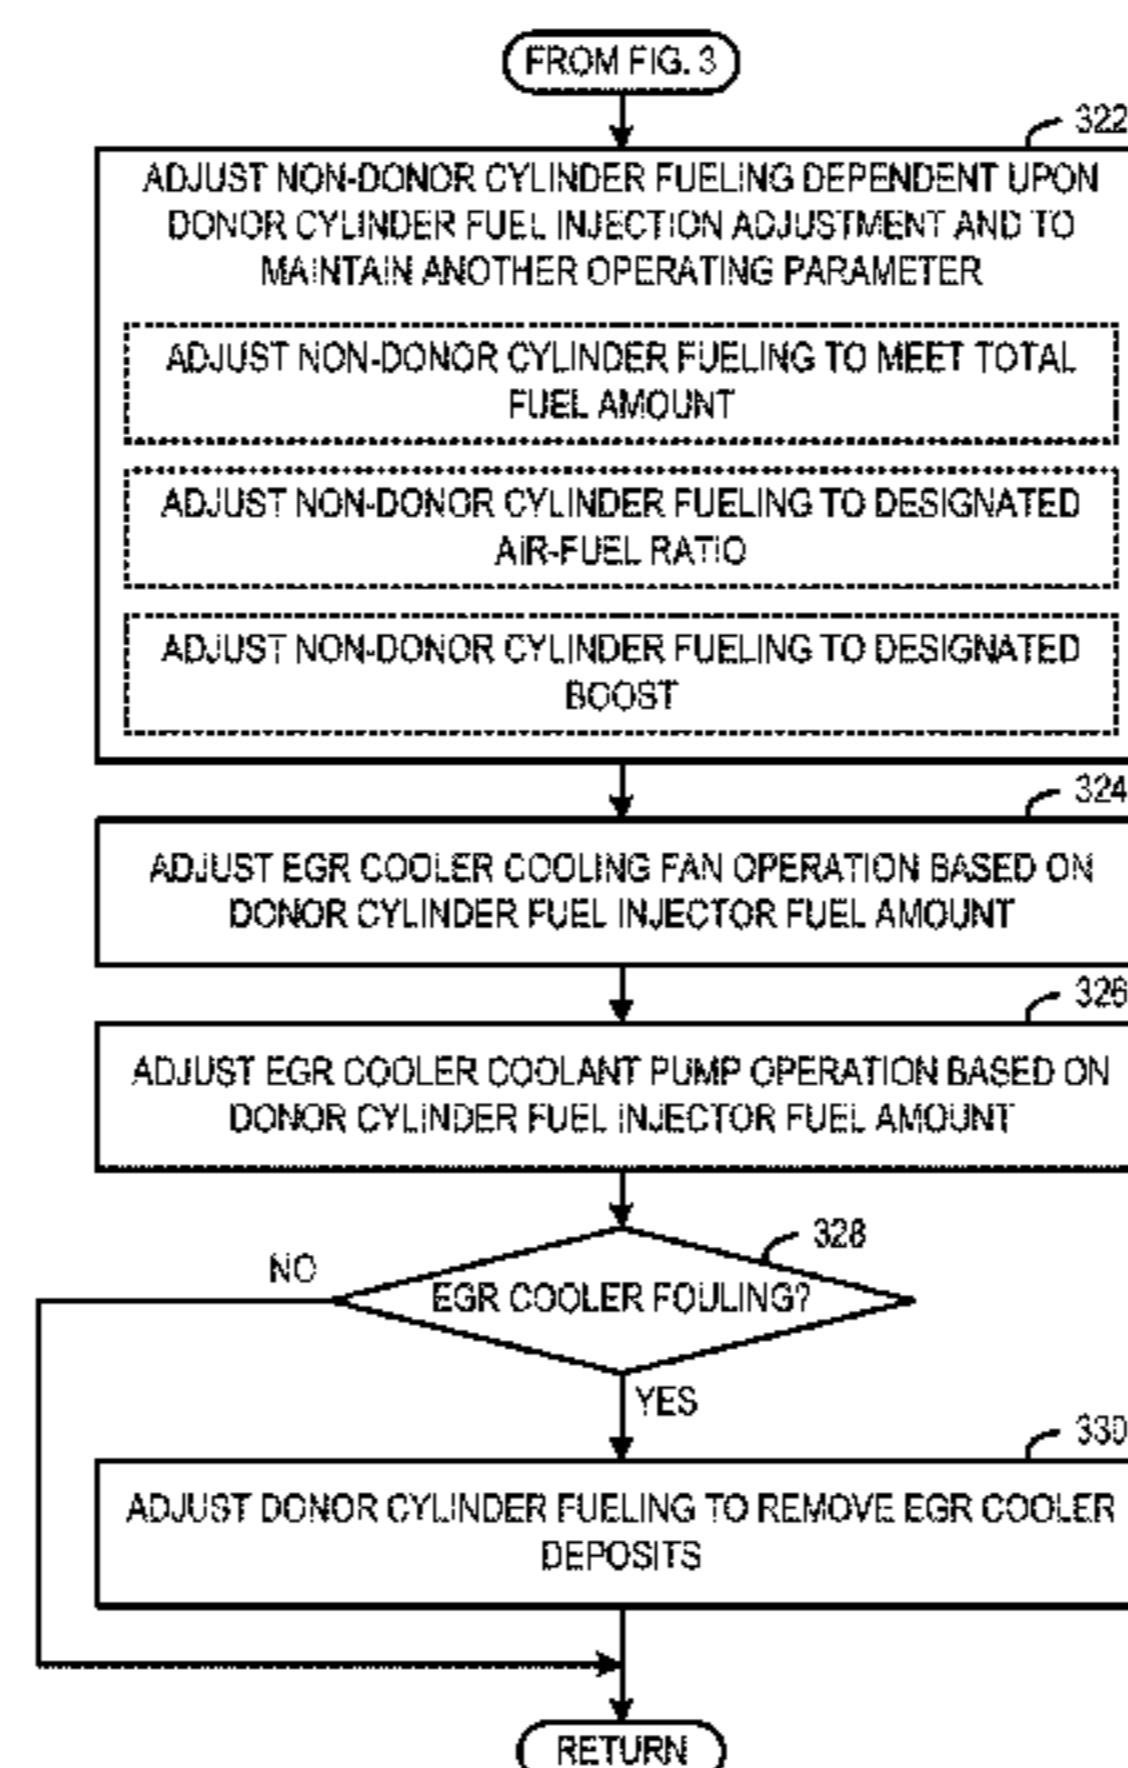 FROM FIG. 3
322
ADJUST NON-DONOR CYLINDER FUELING DEPENDENT UPON
DONOR CYLINDER FUEL INJECTION ADJUSTMENT AND TO
MAINTAIN ANOTHER OPERATING PARAMETER
ADJUST NON-DONOR CYLINDER FUELING TO MEET TOTAL
FUEL AMOUNT
ADJUST NON-DONOR CYLINDER FUELING TO DESIGNATED
AIR-FUEL RATIO
ADJUST NON-DONOR CYLINDER FUELING TO DESIGNATED
BOOST
324
ADJUST EGR COOLER COOLING FAN OPERATION BASED ON
DONOR CYLINDER FUEL INJECTOR FUEL AMOUNT
326
ADJUST EGR COOLER COOLANT PUMP OPERATION BASED ON
DONOR CYLINDER FUEL INJECTOR FUEL AMOUNT
328
NO
EGR COOLER FOULING?
YES
330
ADJUST DONOR CYLINDER FUELING TO REMOVE EGR COOLER
DEPOSITS
RETURN